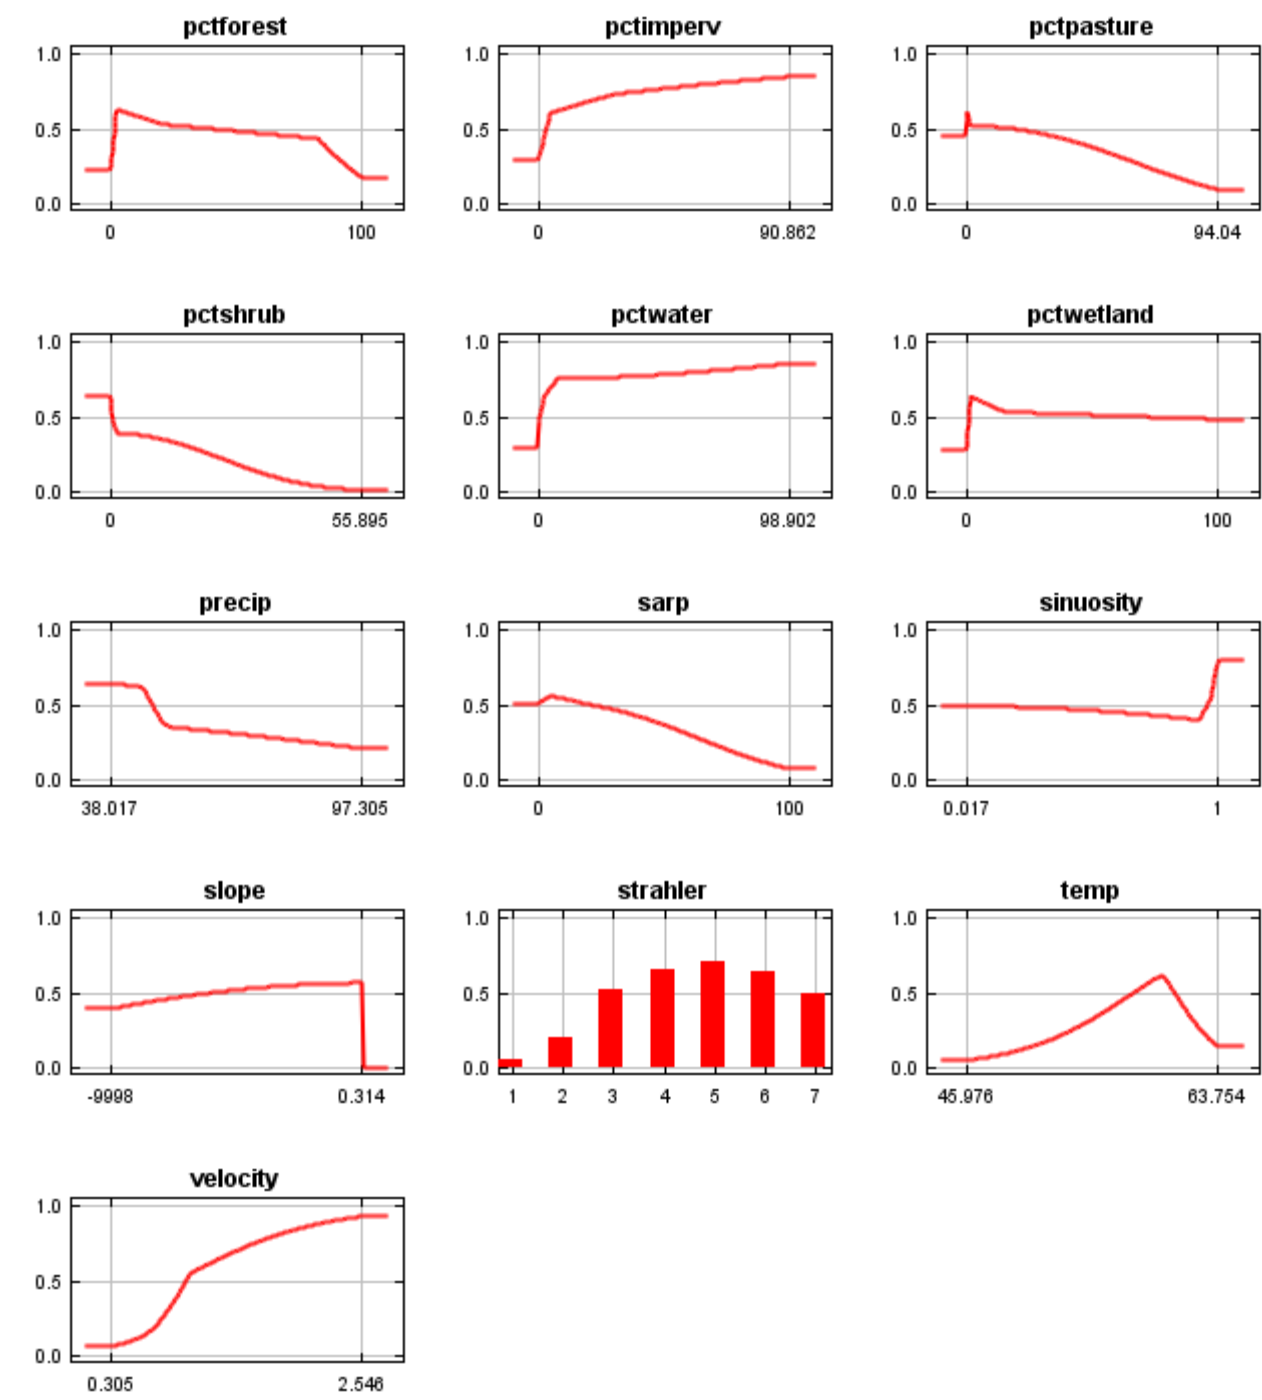 pctforest pctimperv pctpasture
1.0 1.0 1.0
0.5 0.5 0.5
0.0 0.0 0.0
0 100 0 90.862 0 94.04
pctshrub pctwater pctwetland
1.0 1.0 1.0
0.5 0.5 0.5
0.0 0.0 0.0
0 55.895 0 98.902 0 100
precip sarp sinuosity
1.0 1.0 1.0
0.5 0.5 0.5
0.0 0.0 0.0
38.017 97.305 0 100 0.017 1
slope strahler temp
1.0 1.0 1.0
0.5 0.5 0.5
0.0 0.0 0.0
-9998 0.314 1 2 3 4 5 6 7 45.976 63.754
velocity
1.0
0.5
0.0
0.305 2.546